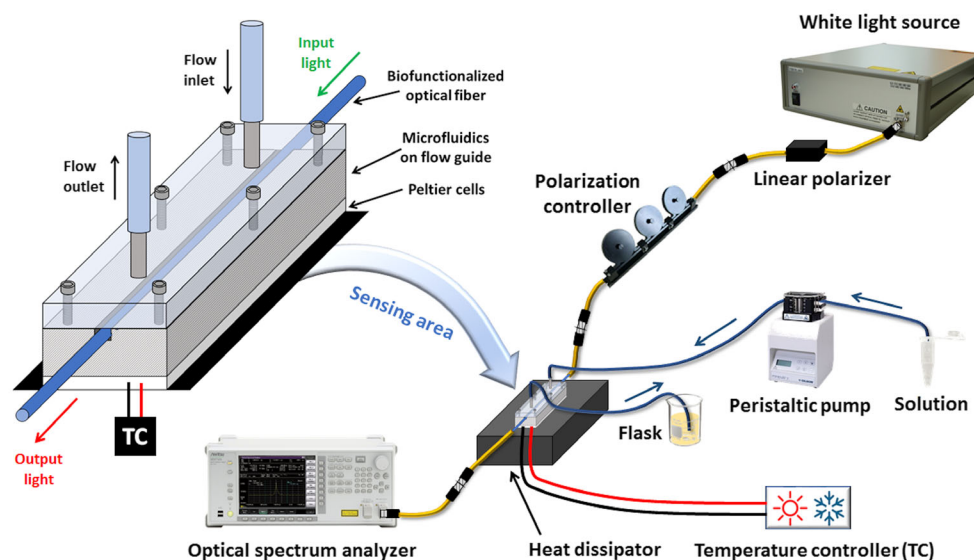 Flow
inlet
Input
light
Biofunctionalized
optical fiber
Flow
outlet
Microfluidics
on flow guide
Peltier cells
TC
Output
light
Sensing area
White light source
CAUTION
Linear polarizer
Polarization
controller
Peristaltic pump
Solution
Flask
Optical spectrum analyzer
Heat dissipator
Temperature controller (TC)